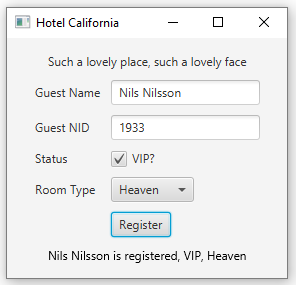 Hotel California
Such a lovely place, such a lovely face
Guest Name Nils Nilsson
Guest NID 1933
Status VIP?
Room Type Heaven
Register
Nils Nilsson is registered, VIP, Heaven